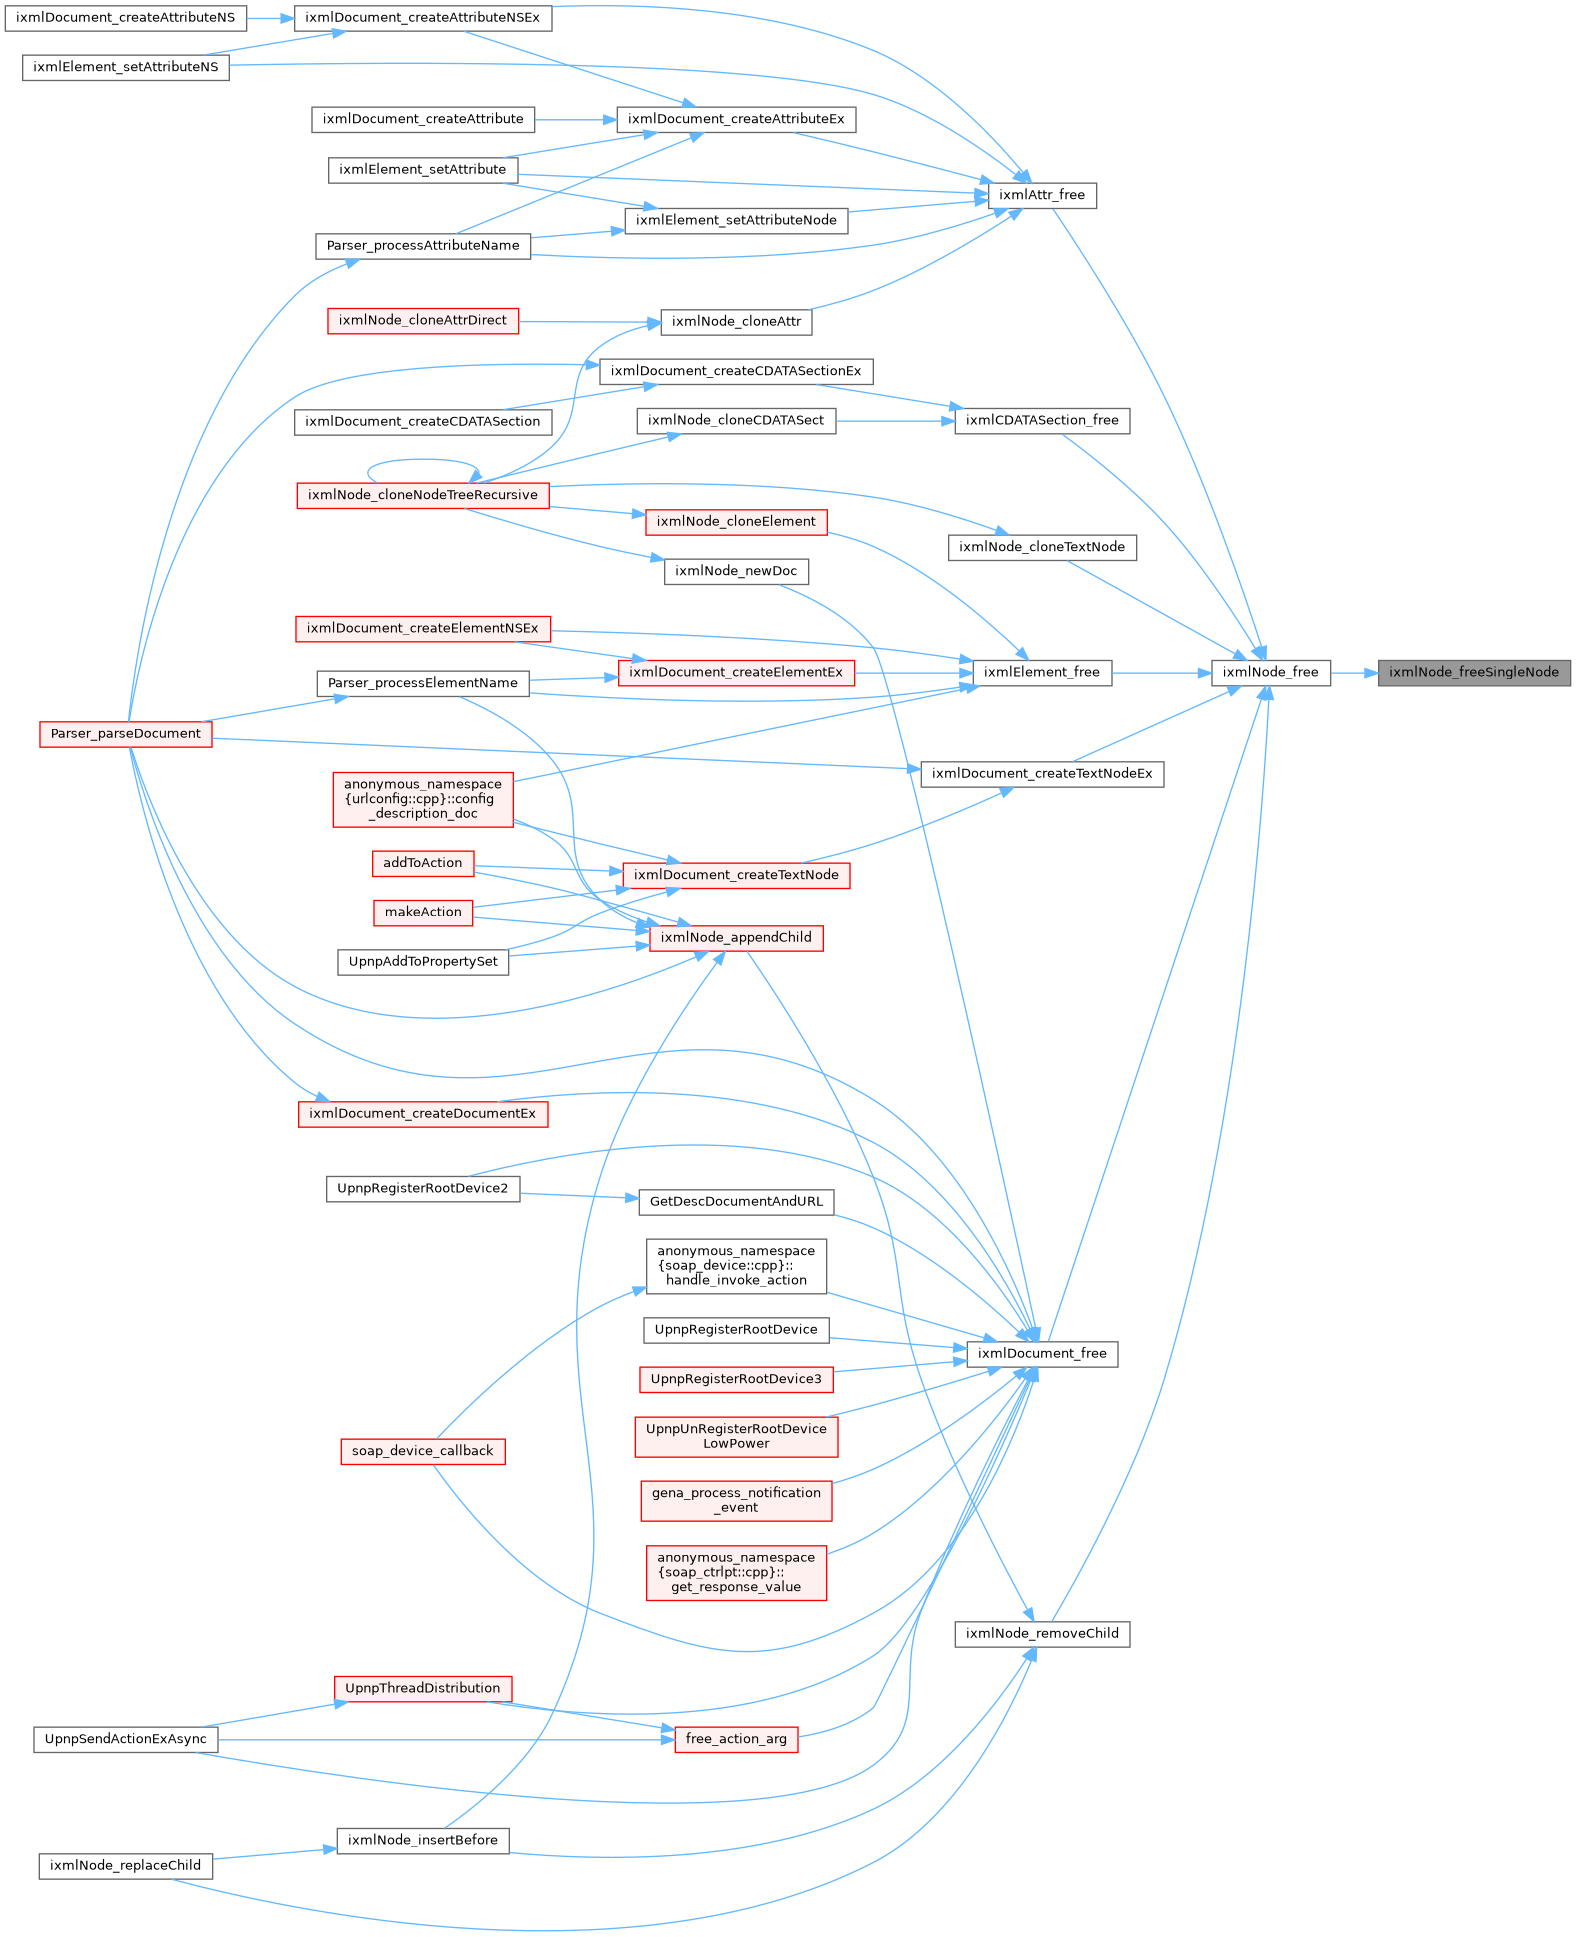 ixmlDocument_createAttributeNS
ixmlDocument_createAttributeNSEx
ixmlElement_setAttributeNS
ixmlDocument_createAttribute
ixmlDocument_createAttributeEx
ixmlElement_setAttribute
ixmlAttr_free
ixmlElement_setAttributeNode
Parser_processAttributeName
ixmlNode_cloneAttrDirect
ixmlNode_cloneAttr
ixmlDocument_createCDATASectionEx
ixmlDocument_createCDATASection
ixmlNode_cloneCDATASect
ixmlCDATASection_free
ixmlNode_cloneNodeTreeRecursive
ixmlNode_cloneElement
ixmlNode_cloneTextNode
ixmlNode_newDoc
ixmlDocument_createElementNSEx
Parser_processElementName
ixmlDocument_createElementEx
ixmlElement_free
ixmlNode_free
ixmlNode_freeSingleNode
Parser_parseDocument
ixmlDocument_createTextNodeEx
anonymous_namespace
{urlconfig::cpp}::config
_description_doc
addToAction
ixmlDocument_createTextNode
makeAction
ixmlNode_appendChild
UpnpAddToPropertySet
ixmlDocument_createDocumentEx
UpnpRegisterRootDevice2
GetDescDocumentAndURL
anonymous_namespace
{soap_device::cpp}::
handle_invoke_action
UpnpRegisterRootDevice
ixmlDocument_free
UpnpRegisterRootDevice3
UpnpUnRegisterRootDevice
LowPower
soap_device_callback
gena_process_notification
_event
anonymous_namespace
{soap_ctrlpt::cpp}::
get_response_value
ixmlNode_removeChild
UpnpThreadDistribution
UpnpSendActionExAsync
free_action_arg
ixmlNode_insertBefore
ixmlNode_replaceChild